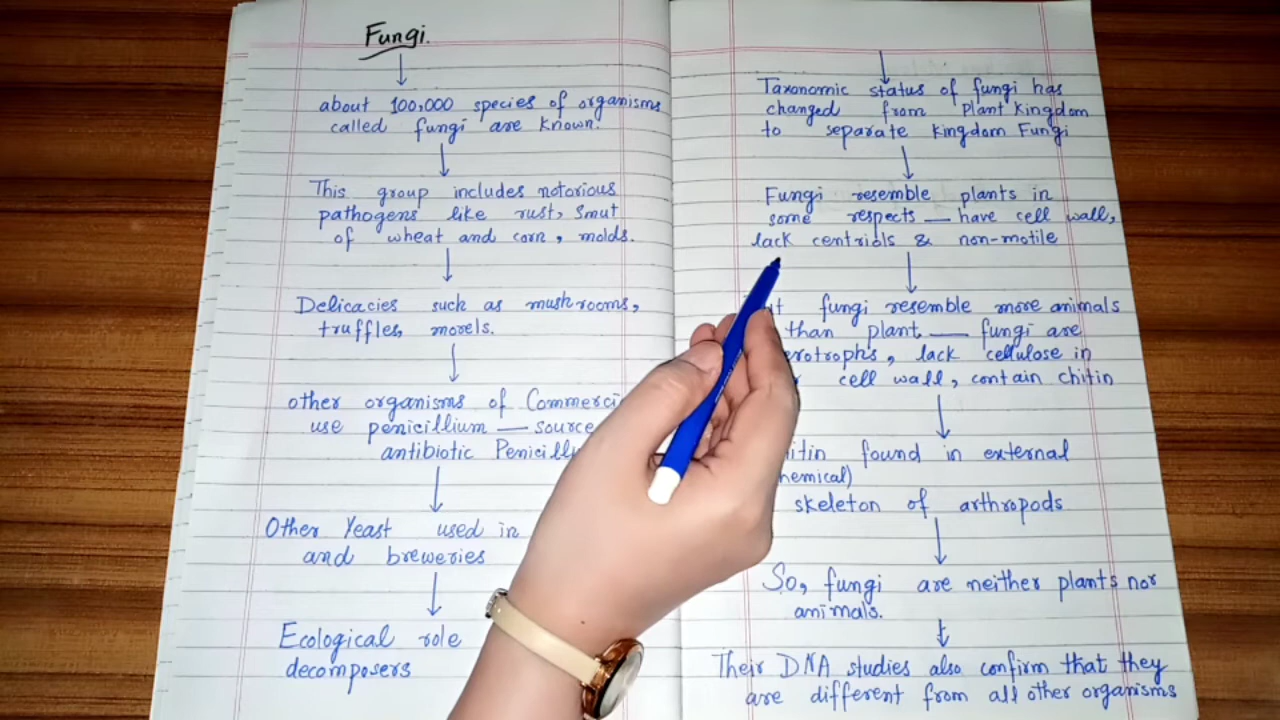 Fungi.
about 100,000 species of organisms
called fungi are known.
This group includes notorious
pathogens like rust, smut
of wheat and corn, molds.
Delicacies such as mushrooms,
truffles, morels.
other organisms of
use penicillium — source
antibiotic
Other Yeast used in
and breweries
Ecological role
decomposers
Taxonomic status of fungi has
changed from Plant kingdom
to separate kingdom Fungi
Fungi resemble plants in
some respects — have cell wall,
lack centriols & non-motile
fungi resemble more animals
than plant — fungi are
lack cellulose in
cell wall, contain chitin
found in external
skeleton of arthropods
So, fungi are neither plants nor
animals.
Their DNA studies also confirm that they
are different from all other organisms